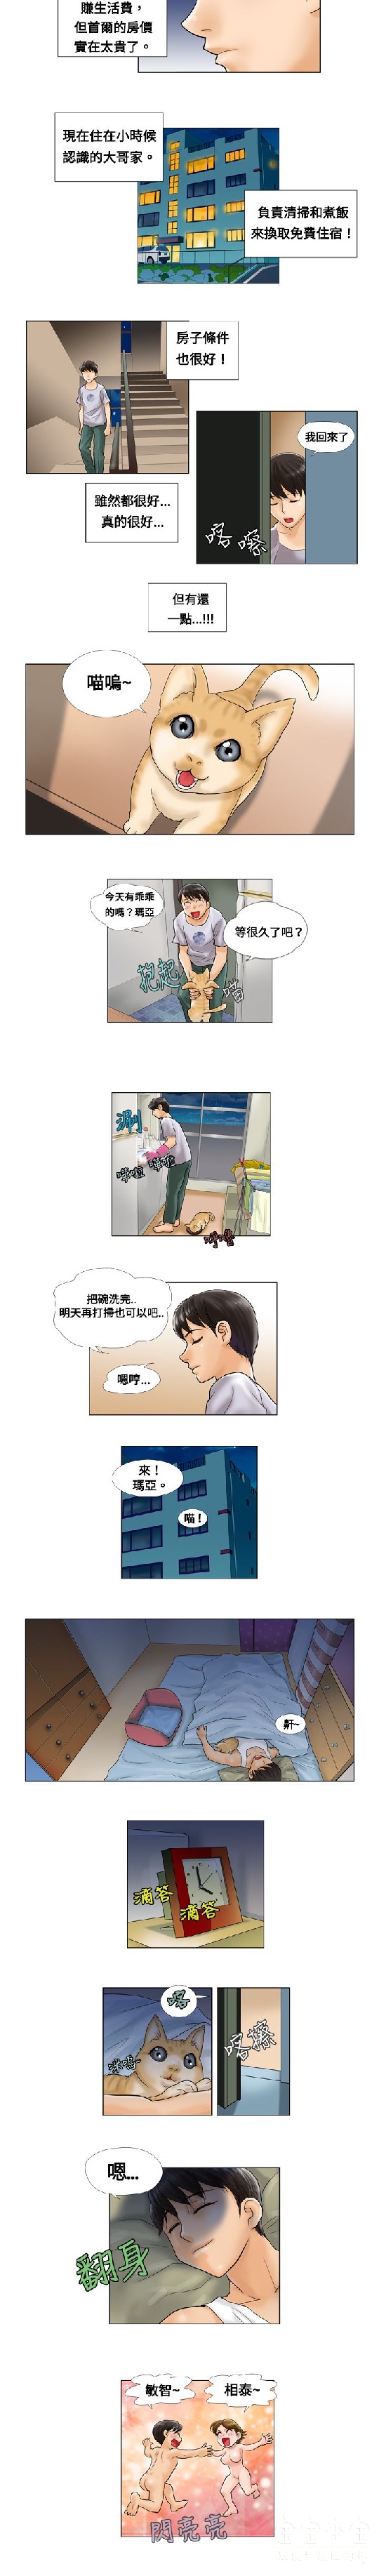 賺生活費，
但首爾的房價
實在太貴了。
現在住在小時候
認識的大哥家。
負責清掃和煮飯
來換取免費住宿！
房子條件
也很好！
我回來了
喀嚓
雖然都很好...
真的很好...
但有還
一點...!!!
喵嗚~
今天有乖乖
的嗎？瑪亞
等很久了吧？
抱起
喵
涮
嘩啦 嘩啦
把碗洗完..
明天再打掃也可以吧..
嗯哼...
來！
瑪亞。
喵！
鼾~
滴答
滴答
喀
喀擦
嗯...
翻身
敏智~
相泰~
閃亮亮